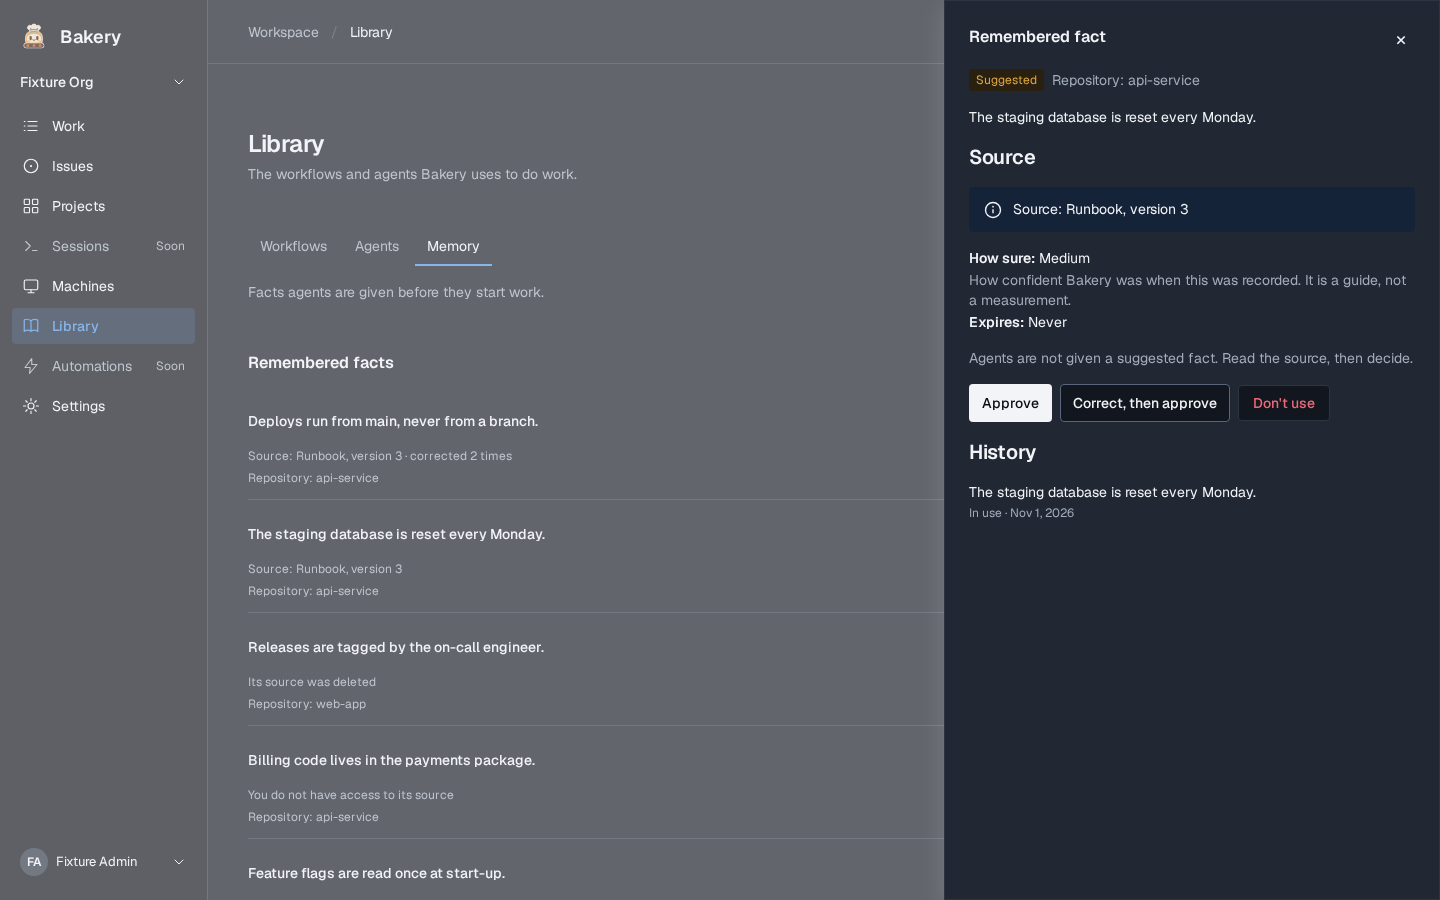 Bakery
Fixture Org
Work
Issues
Projects
Sessions Soon
Machines
Library
Automations Soon
Settings
FA Fixture Admin
Workspace / Library
Library
The workflows and agents Bakery uses to do work.
Workflows Agents Memory
Facts agents are given before they start work.
Remembered facts
Deploys run from main, never from a branch.
Source: Runbook, version 3 · corrected 2 times
Repository: api-service
The staging database is reset every Monday.
Source: Runbook, version 3
Repository: api-service
Releases are tagged by the on-call engineer.
Its source was deleted
Repository: web-app
Billing code lives in the payments package.
You do not have access to its source
Repository: api-service
Feature flags are read once at start-up.
Remembered fact
Suggested Repository: api-service
The staging database is reset every Monday.
Source
Source: Runbook, version 3
How sure: Medium
How confident Bakery was when this was recorded. It is a guide, not
a measurement.
Expires: Never
Agents are not given a suggested fact. Read the source, then decide.
Approve Correct, then approve Don't use
History
The staging database is reset every Monday.
In use · Nov 1, 2026